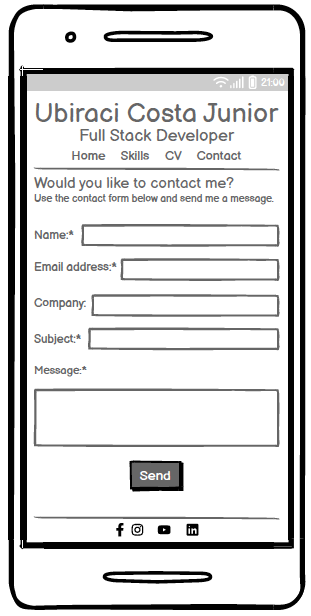 21:00
Ubiraci Costa Junior
Full Stack Developer
Home Skills CV Contact
Would you like to contact me?
Use the contact form below and send me a message.
Name:*
Email address:*
Company:
Subject:*
Message:*
Send